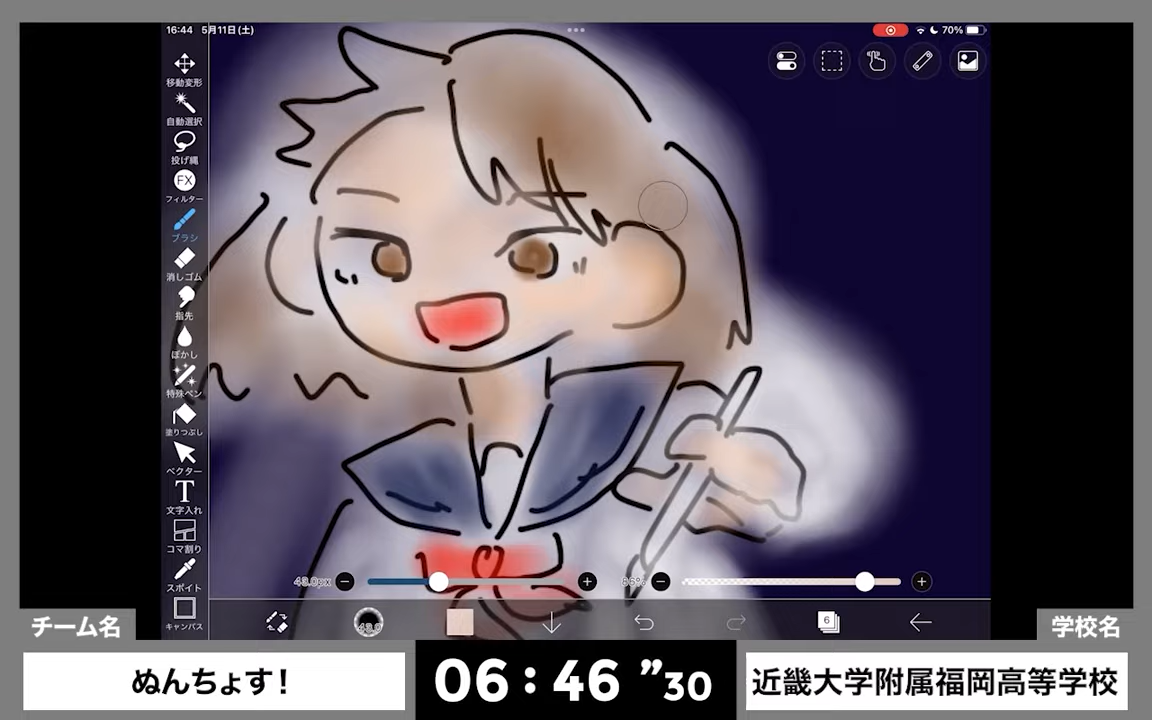 16:44 5月11日(土)
70%
移動変形
自動選択
投げ縄
FX
フィルター
ブラシ
消しゴム
指先
ぼかし
特殊ペン
塗りつぶし
ベクター
T
文字入れ
コマ割り
スポイト
キャンバス
6
チーム名
学校名
ぬんちょす!
06:46"30
近畿大学附属福岡高等学校